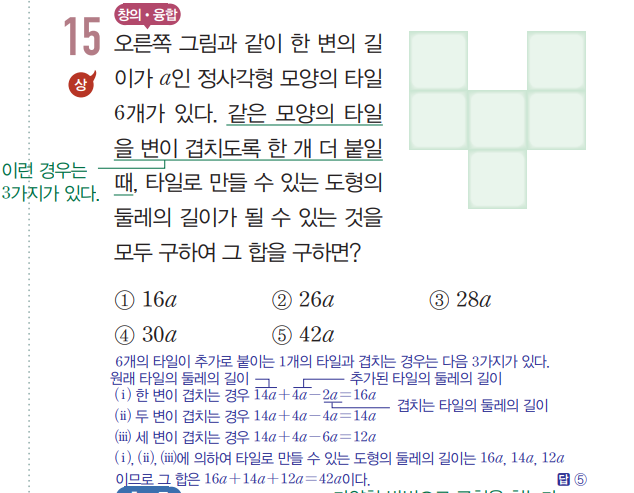 창의·융합
15
상
오른쪽 그림과 같이 한 변의 길
이가 a인 정사각형 모양의 타일
6개가 있다. 같은 모양의 타일
을 변이 겹치도록 한 개 더 붙일
때, 타일로 만들 수 있는 도형의
둘레의 길이가 될 수 있는 것을
모두 구하여 그 합을 구하면?
이런 경우는
3가지가 있다.
① 16a ② 26a ③ 28a
④ 30a ⑤ 42a
6개의 타일이 추가로 붙이는 1개의 타일과 겹치는 경우는 다음 3가지가 있다.
원래 타일의 둘레의 길이 추가된 타일의 둘레의 길이
(ⅰ) 한 변이 겹치는 경우 14a+4a-2a=16a
겹치는 타일의 둘레의 길이
(ⅱ) 두 변이 겹치는 경우 14a+4a-4a=14a
(ⅲ) 세 변이 겹치는 경우 14a+4a-6a=12a
(ⅰ), (ⅱ), (ⅲ)에 의하여 타일로 만들 수 있는 도형의 둘레의 길이는 16a, 14a, 12a
이므로 그 합은 16a+14a+12a=42a이다.
답 ⑤